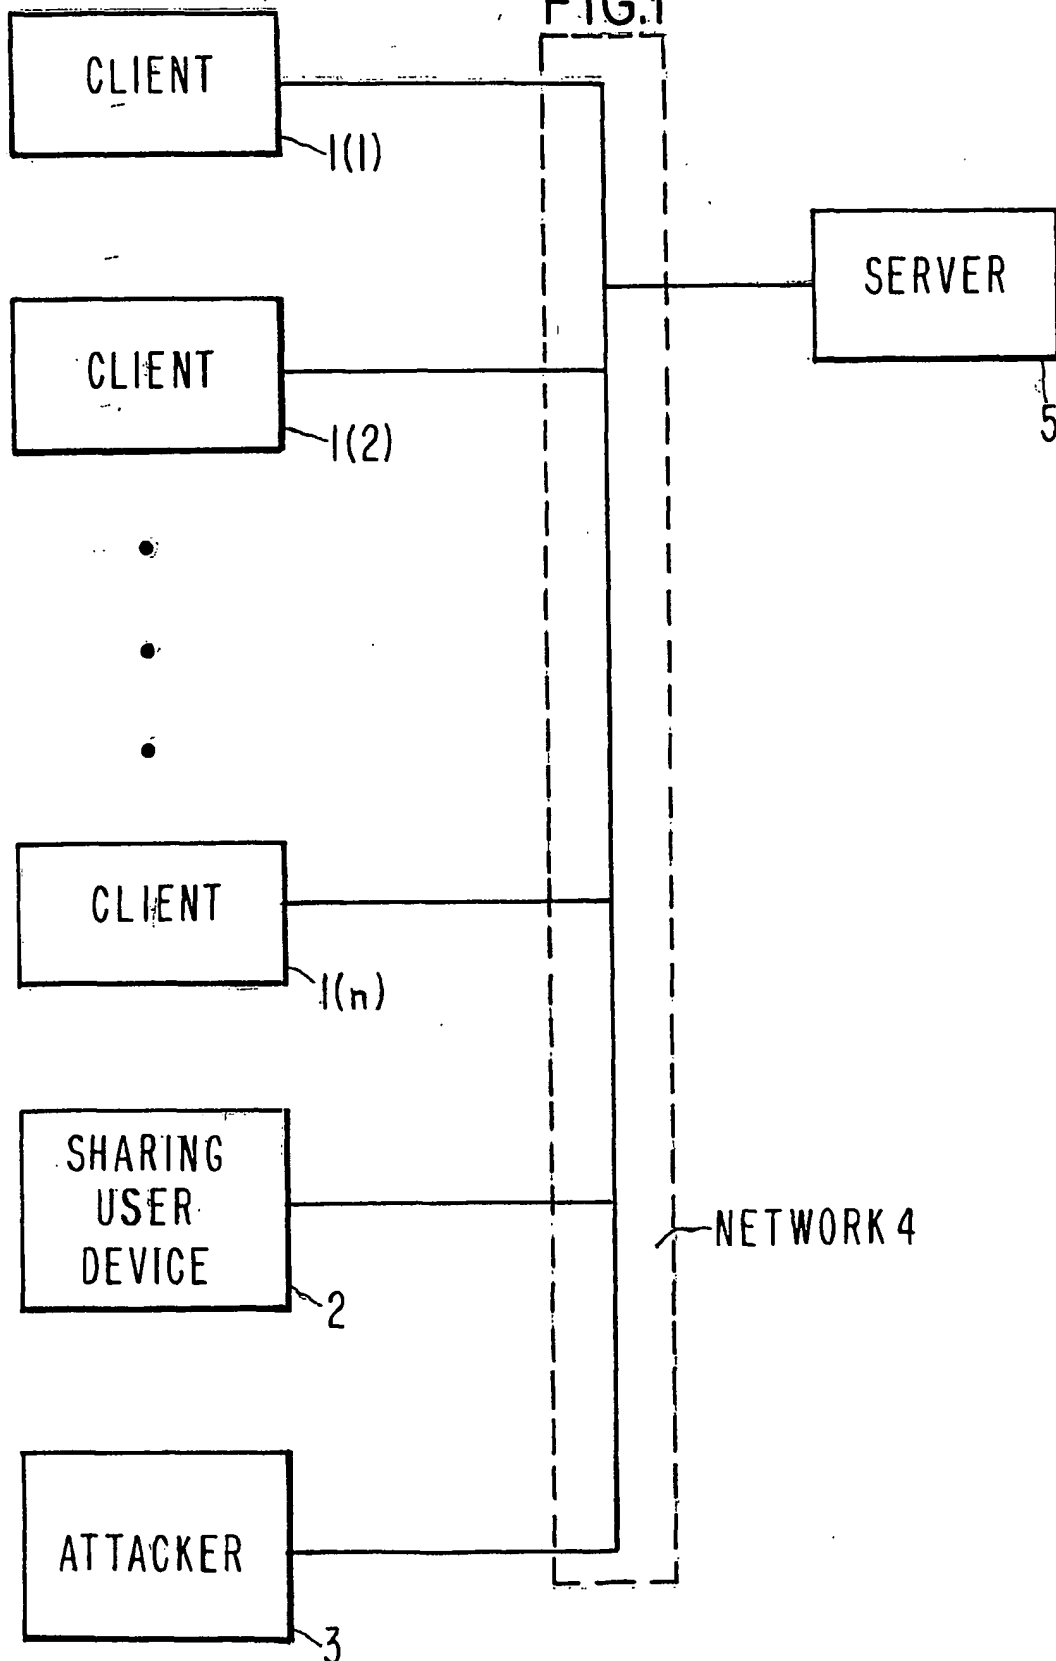 FIG.1
CLIENT
1(1)
SERVER
5
CLIENT
1(2)
CLIENT
1(n)
SHARING
USER
DEVICE
2
NETWORK 4
ATTACKER
3